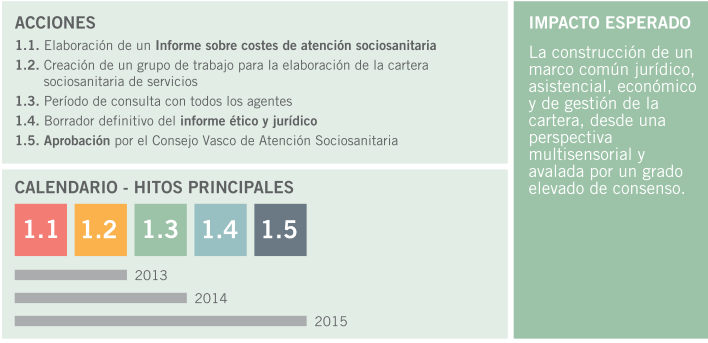 ACCIONES
1.1. Elaboración de un Informe sobre costes de atención sociosanitaria
1.2. Creación de un grupo de trabajo para la elaboración de la cartera
sociosanitaria de servicios
1.3. Período de consulta con todos los agentes
1.4. Borrador definitivo del informe ético y jurídico
1.5. Aprobación por el Consejo Vasco de Atención Sociosanitaria
CALENDARIO - HITOS PRINCIPALES
1.1 1.2 1.3 1.4 1.5
2013
2014
2015
IMPACTO ESPERADO
La construcción de un
marco común jurídico,
asistencial, económico
y de gestión de la
cartera, desde una
perspectiva
multisensorial y
avalada por un grado
elevado de consenso.